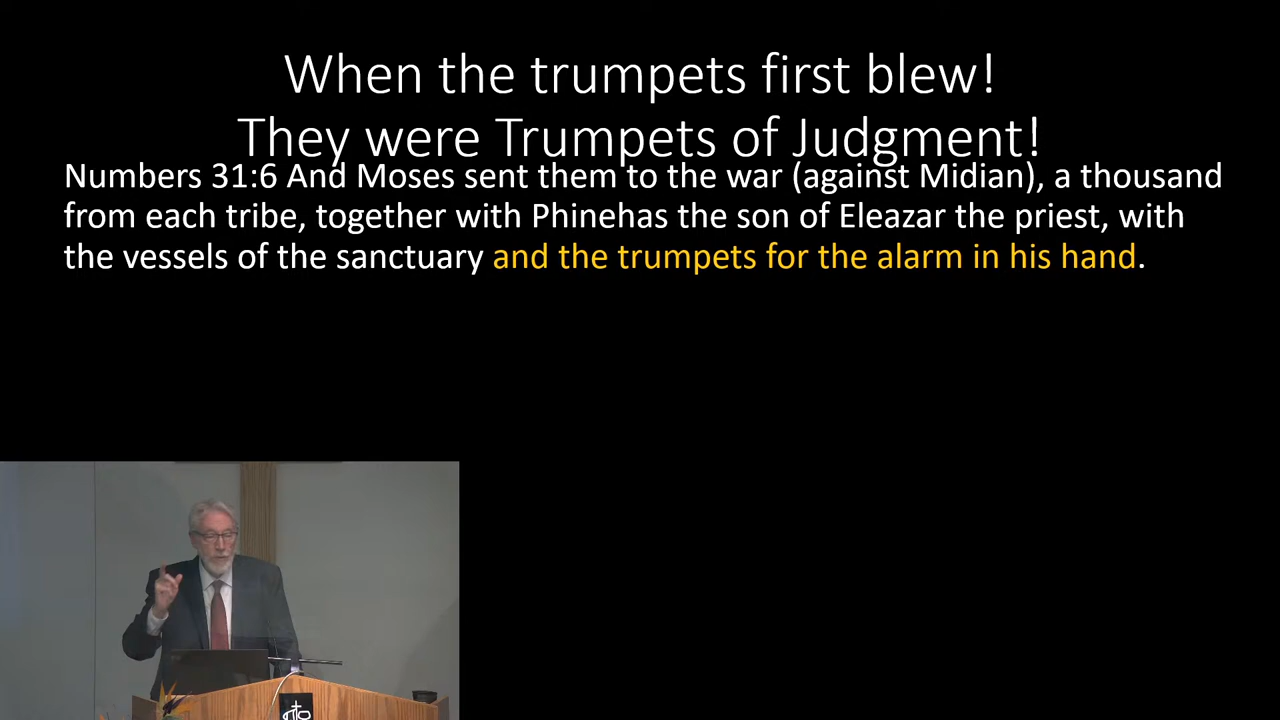 When the trumpets first blew!
They were Trumpets of Judgment!
Numbers 31:6 And Moses sent them to the war (against Midian), a thousand
from each tribe, together with Phinehas the son of Eleazar the priest, with
the vessels of the sanctuary and the trumpets for the alarm in his hand.